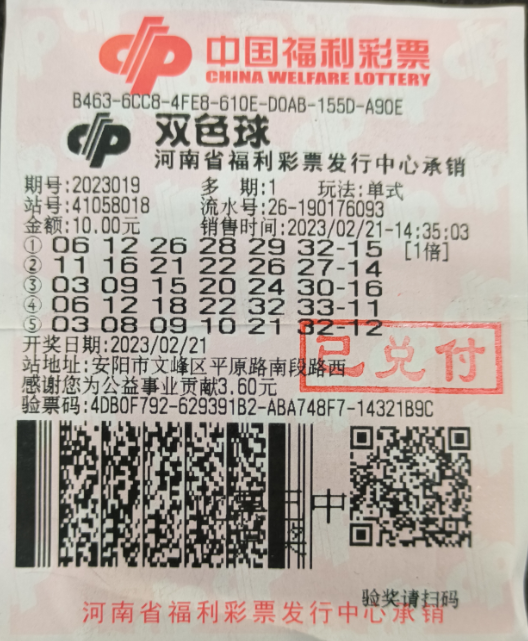 中国福利彩票
CHINA WELFARE LOTTERY
B463-6CC8-4FE8-610E-D0AB-155D-A90E
双色球
河南省福利彩票发行中心承销
期号:2023019 多 期:1 玩法:单式
站号:41058018 流水号:26-190176093
金额:10.00元 销售时间:2023/02/21-14:35:03
① 06 12 26 28 29 32-15 [1倍]
② 11 16 21 22 26 27-14
③ 03 09 15 20 24 30-16
④ 06 12 18 22 32 33-11
⑤ 03 08 09 10 21 32-12
开奖日期:2023/02/21
已兑付
站地址:安阳市文峰区平原路南段路西
感谢您为公益事业贡献3.60元
验票码:4DB0F792-629391B2-ABA748F7-14321B9C
中
验奖请扫码
河南省福利彩票发行中心承销